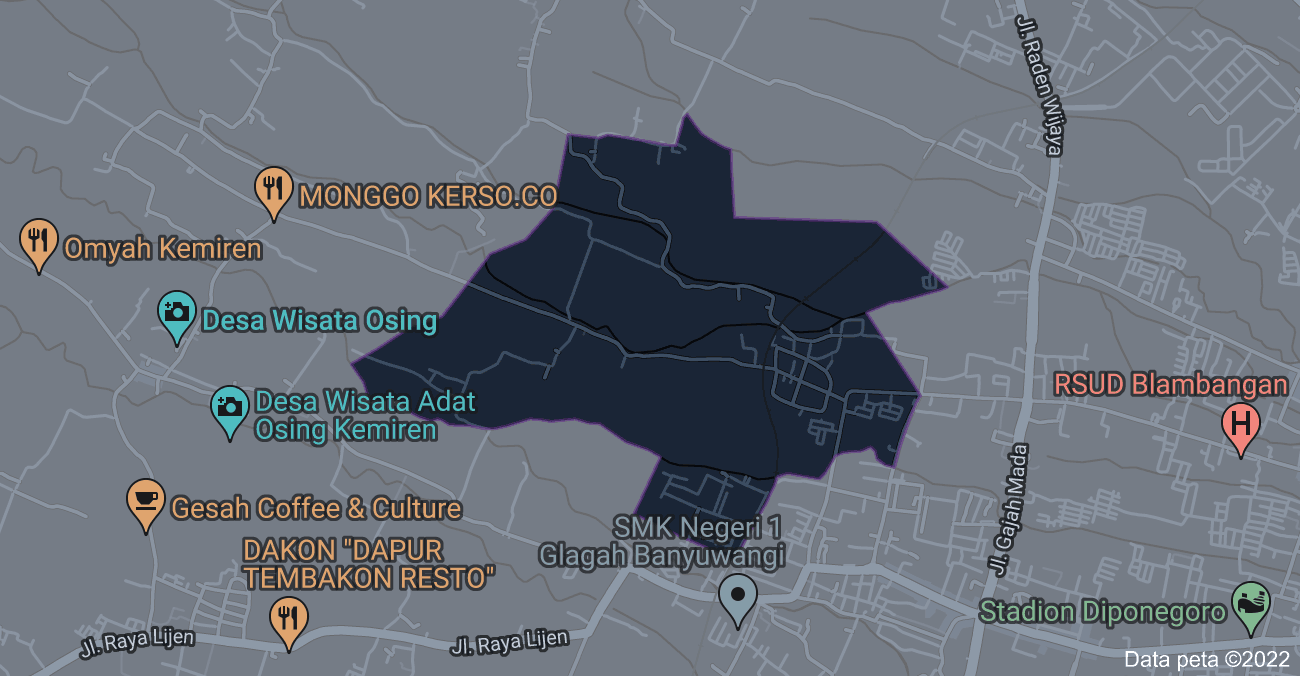 Jl. Raden Wijaya
MONGGO KERSO.CO
Omyah Kemiren
Desa Wisata Osing
Desa Wisata Adat
Osing Kemiren
RSUD Blambangan
H
Gesah Coffee & Culture
Jl. Gajah Mada
SMK Negeri 1
Glagah Banyuwangi
DAKON "DAPUR
TEMBAKON RESTO"
Stadion Diponegoro
Jl. Raya Lijen
Jl. Raya Lijen
Data peta ©2022